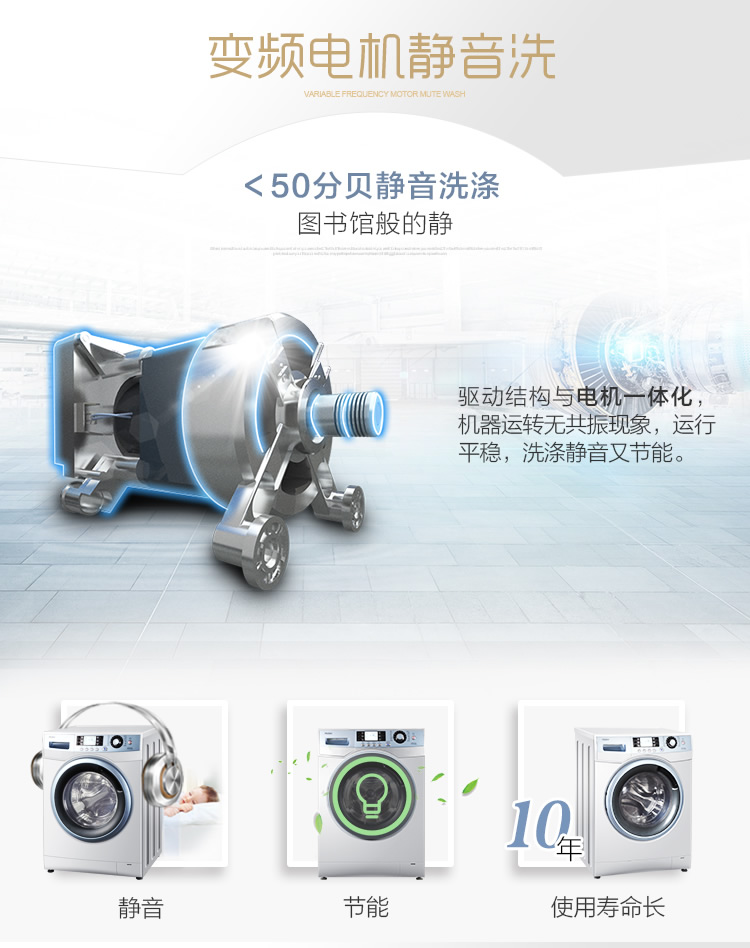 变频电机静音洗
VARIABLE FREQUENCY MOTOR MUTE WASH
<50分贝静音洗涤
图书馆般的静
驱动结构与电机一体化，
机器运转无共振现象，运行
平稳，洗涤静音又节能。
10年
静音
节能
使用寿命长